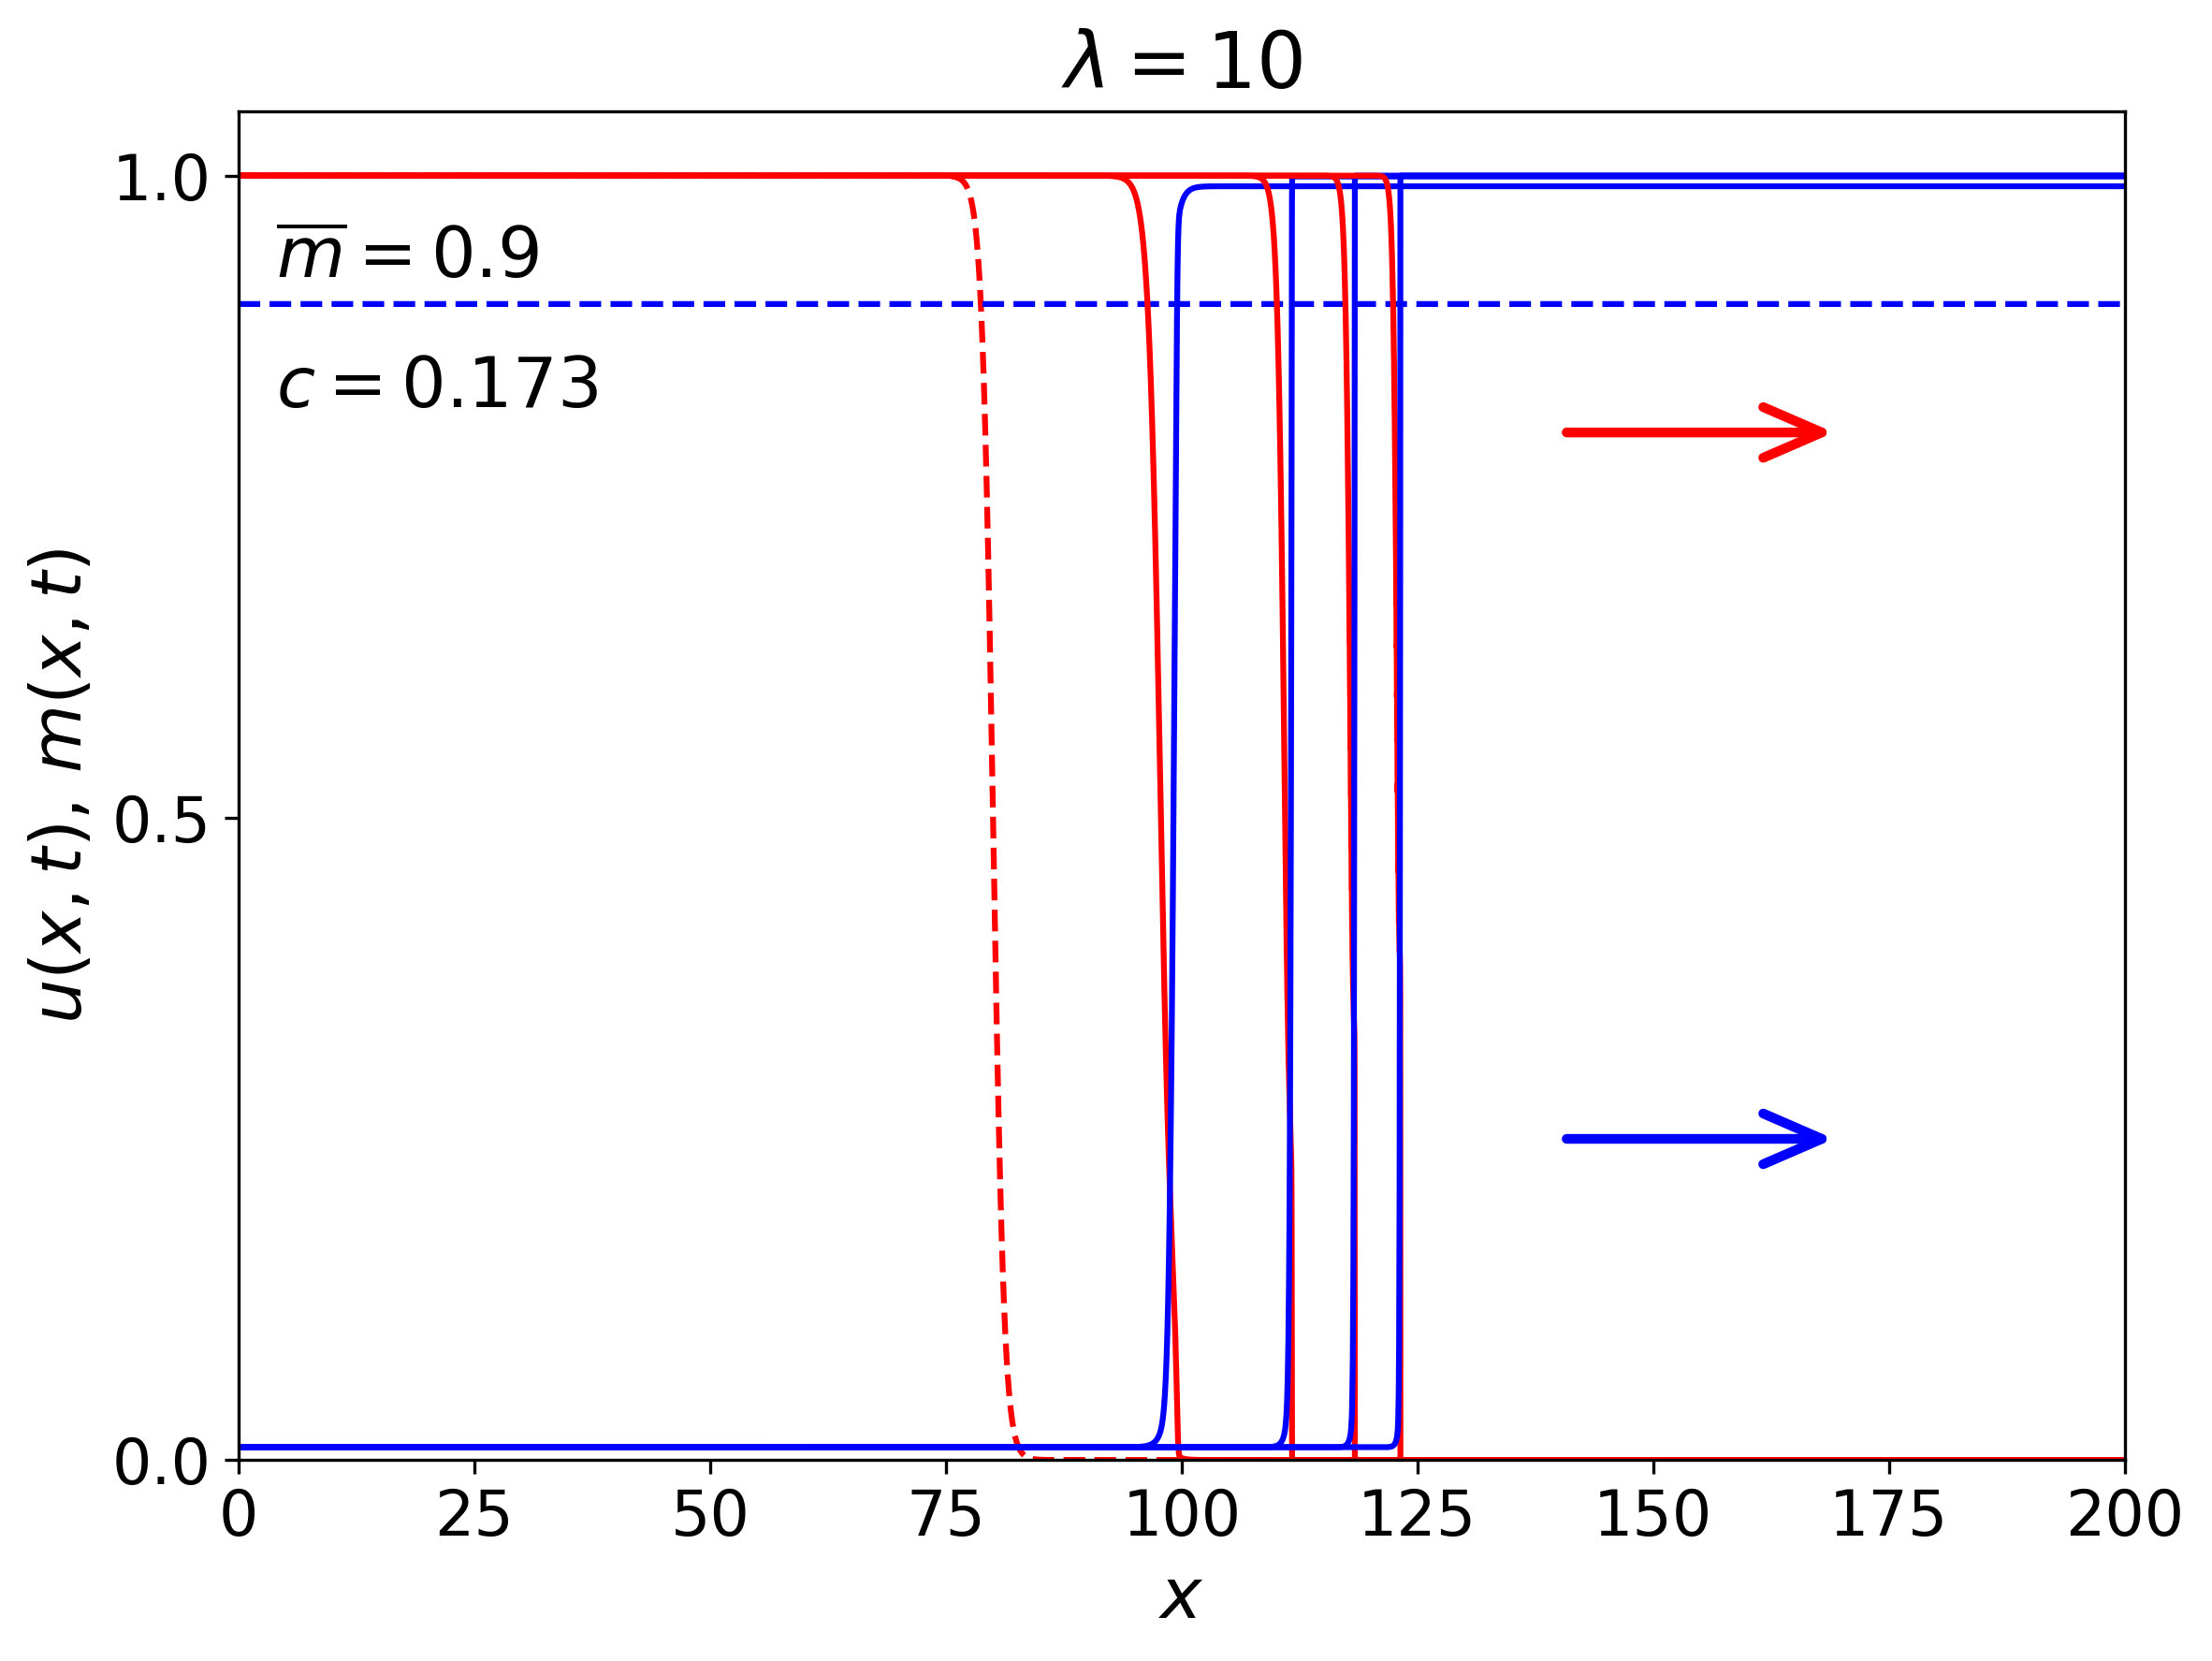 λ = 10
1.0
m̅ = 0.9
c = 0.173
0.5
0.0
u(x, t), m(x, t)
0 25 50 75 100 125 150 175 200
x